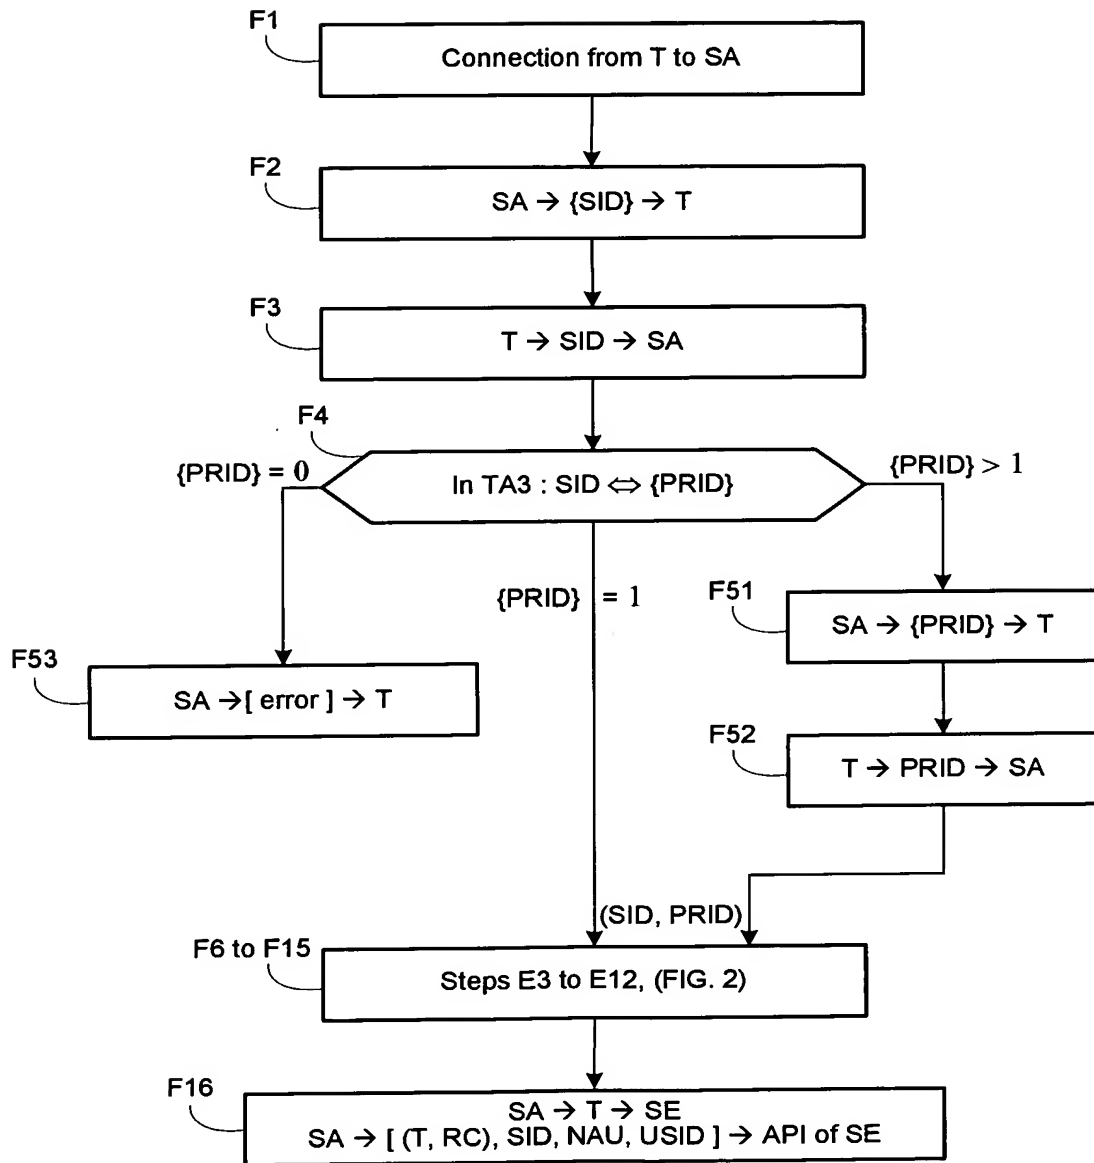 F1
Connection from T to SA
F2
SA → {SID} → T
F3
T → SID → SA
F4
{PRID} = 0
In TA3 : SID ⇔ {PRID}
{PRID} > 1
{PRID} = 1
F51
SA → {PRID} → T
F53
SA →[ error ] → T
F52
T → PRID → SA
(SID, PRID)
F6 to F15
Steps E3 to E12, (FIG. 2)
F16
SA → T → SE
SA → [ (T, RC), SID, NAU, USID ] → API of SE